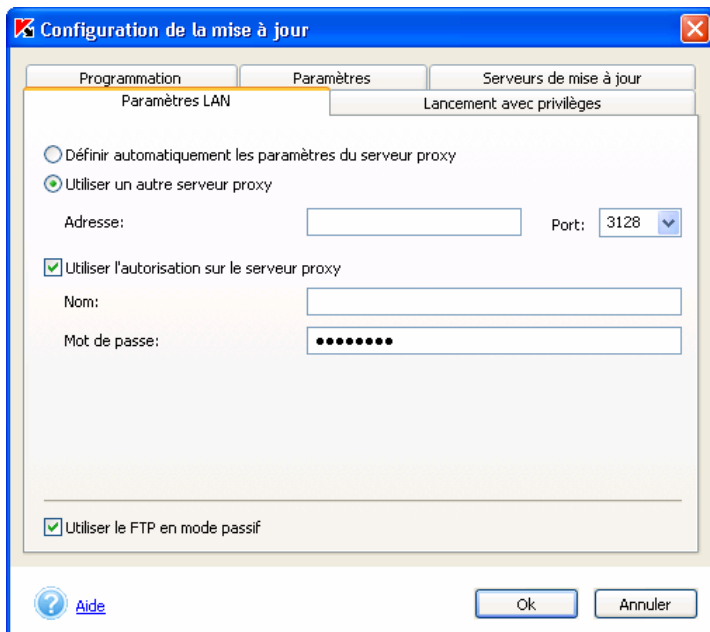 Configuration de la mise à jour
Programmation Paramètres Serveurs de mise à jour
Paramètres LAN Lancement avec privilèges
Définir automatiquement les paramètres du serveur proxy
Utiliser un autre serveur proxy
Adresse: Port: 3128
Utiliser l'autorisation sur le serveur proxy
Nom:
Mot de passe: ●●●●●●●●
Utiliser le FTP en mode passif
? Aide Ok Annuler